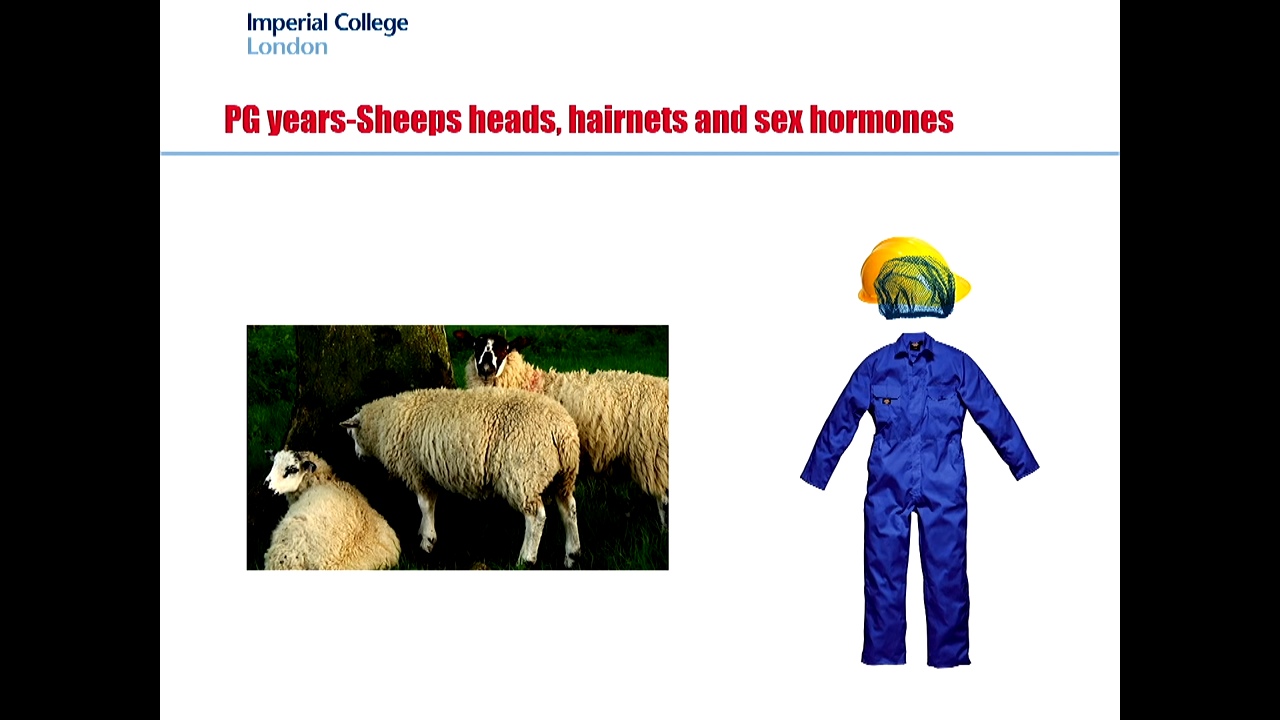 Imperial College
London
PG years-Sheeps heads, hairnets and sex hormones